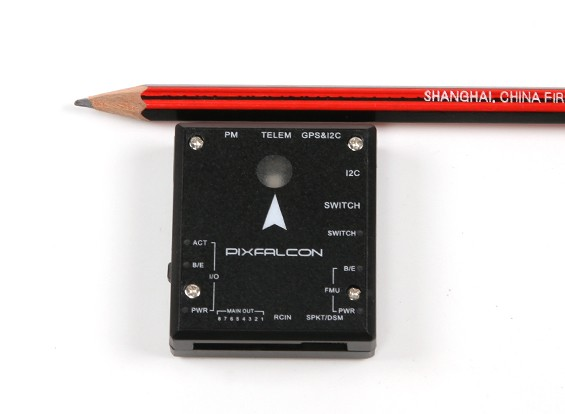 SHANGHAI, CHINA FIR
PM TELEM GPS&I2C
I2C
SWITCH
SWITCH
ACT
PIXFALCON
B/E
B/E
I/O
FMU
PWR
MAIN OUT
8 7 6 5 4 3 2 1
RCIN
SPKT/DSM
PWR